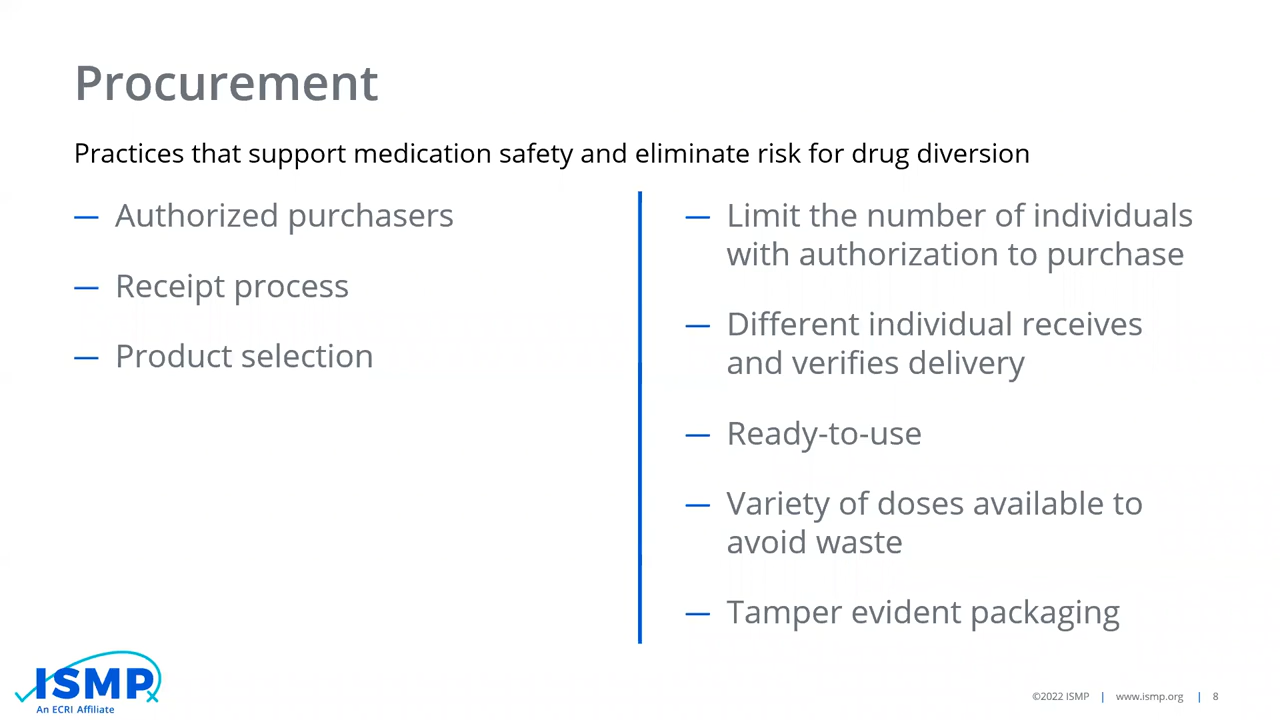 Procurement
Practices that support medication safety and eliminate risk for drug diversion
— Authorized purchasers
— Receipt process
— Product selection
— Limit the number of individuals
with authorization to purchase
— Different individual receives
and verifies delivery
— Ready-to-use
— Variety of doses available to
avoid waste
— Tamper evident packaging
ISMP
An ECRI Affiliate
©2022 ISMP | www.ismp.org | 8